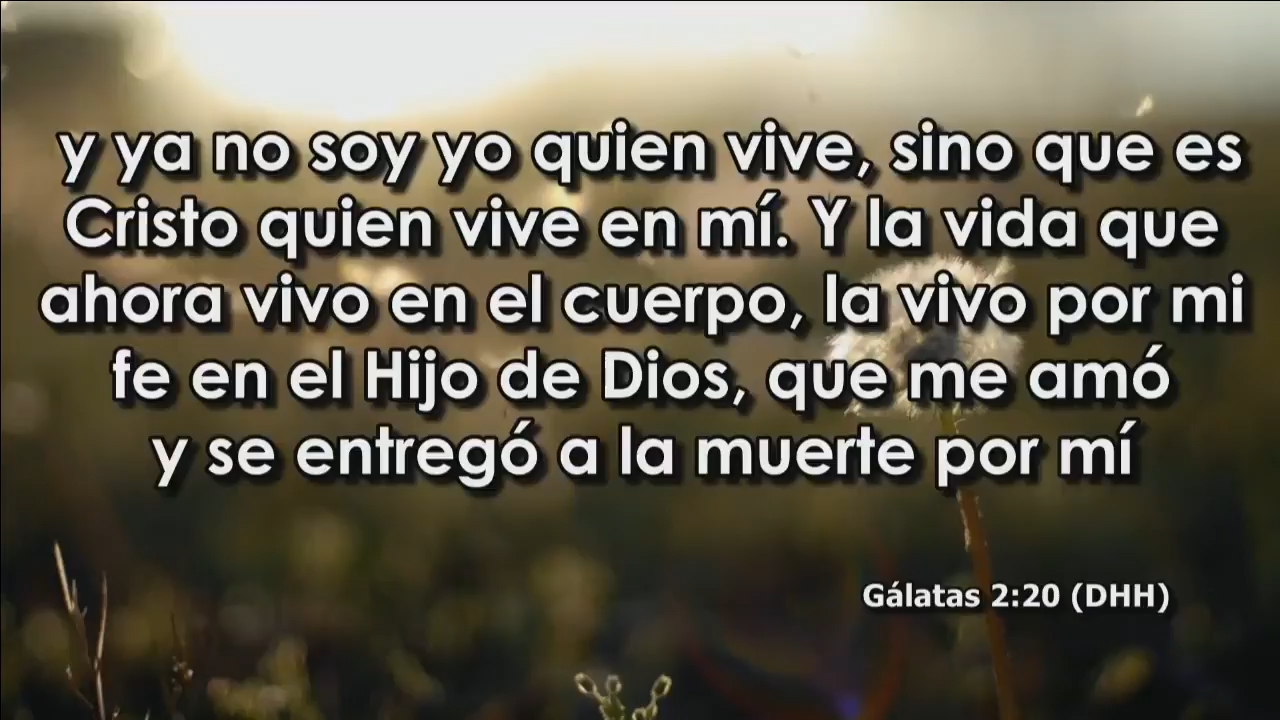 y ya no soy yo quien vive, sino que es
Cristo quien vive en mí. Y la vida que
ahora vivo en el cuerpo, la vivo por mi
fe en el Hijo de Dios, que me amó
y se entregó a la muerte por mí
Gálatas 2:20 (DHH)